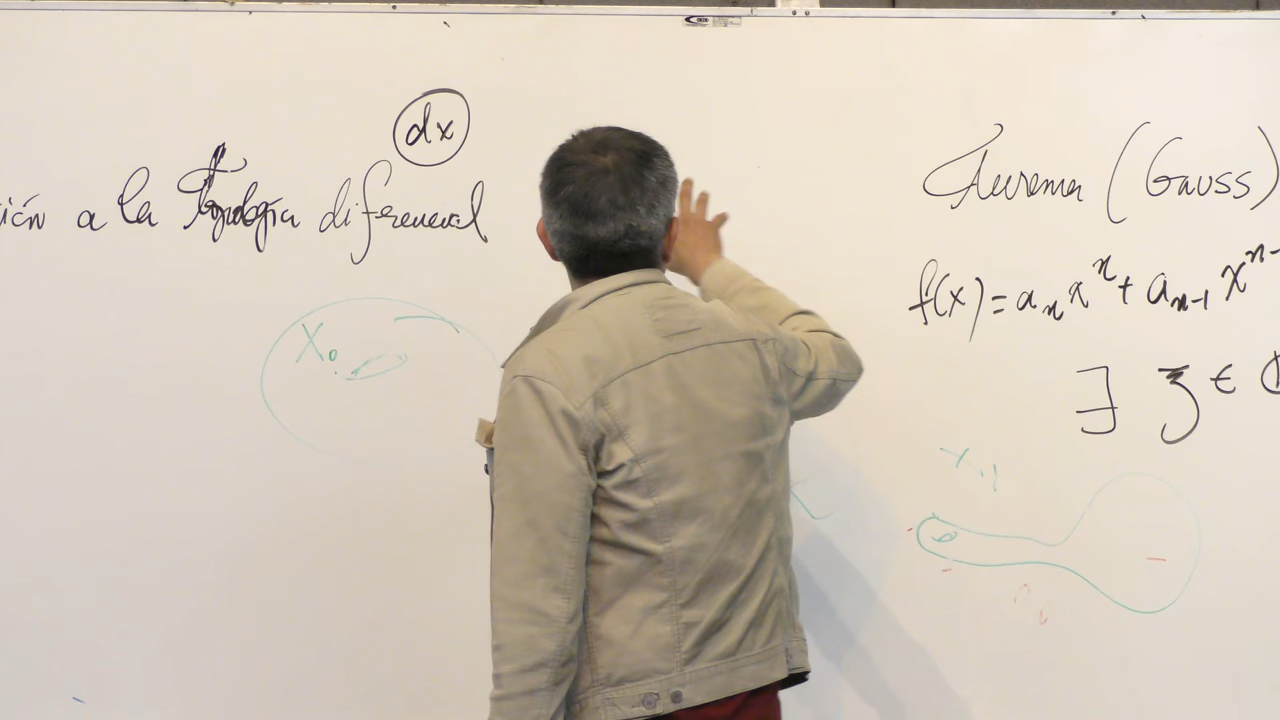 dx
ión a la Topología diferencial
X₀
Teorema (Gauss)
f(x) = aₙxⁿ + aₙ₋₁xⁿ⁻
∃ ʒ ∈ ℂ